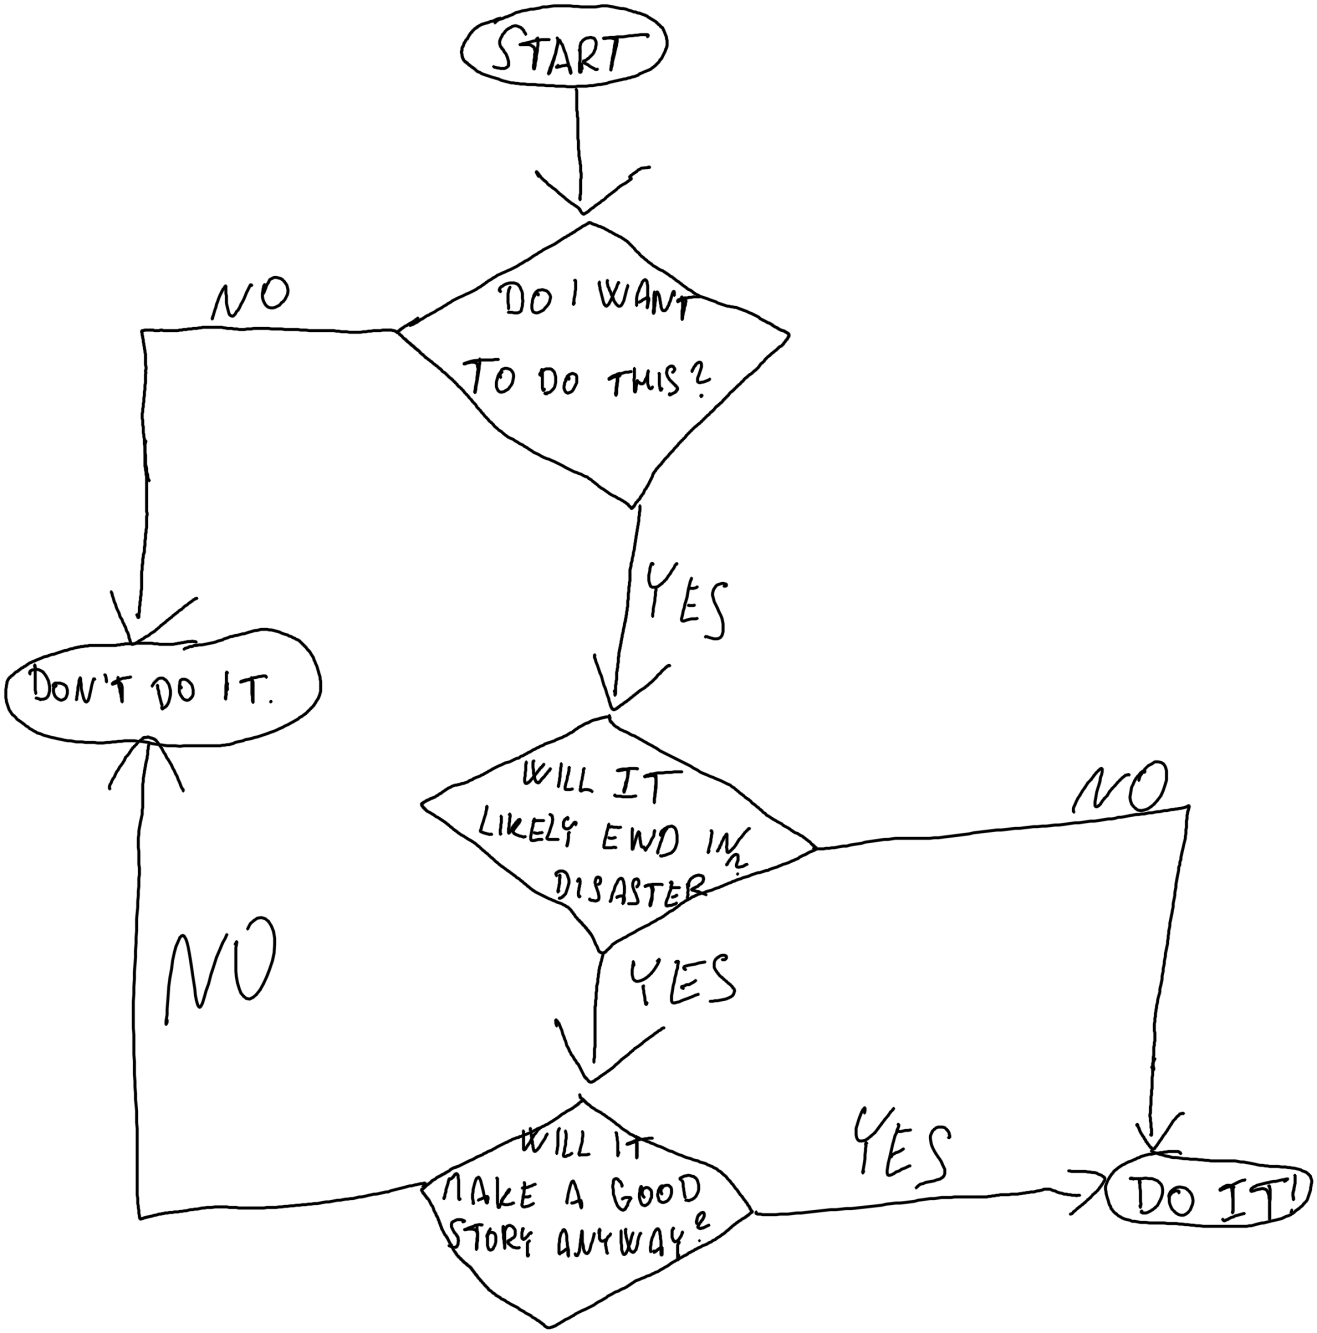 START
NO
DO I WANT
TO DO THIS?
YES
DON'T DO IT.
WILL IT
LIKELY END IN
DISASTER?
NO
YES
NO
WILL IT
MAKE A GOOD
STORY ANYWAY?
YES
DO IT!